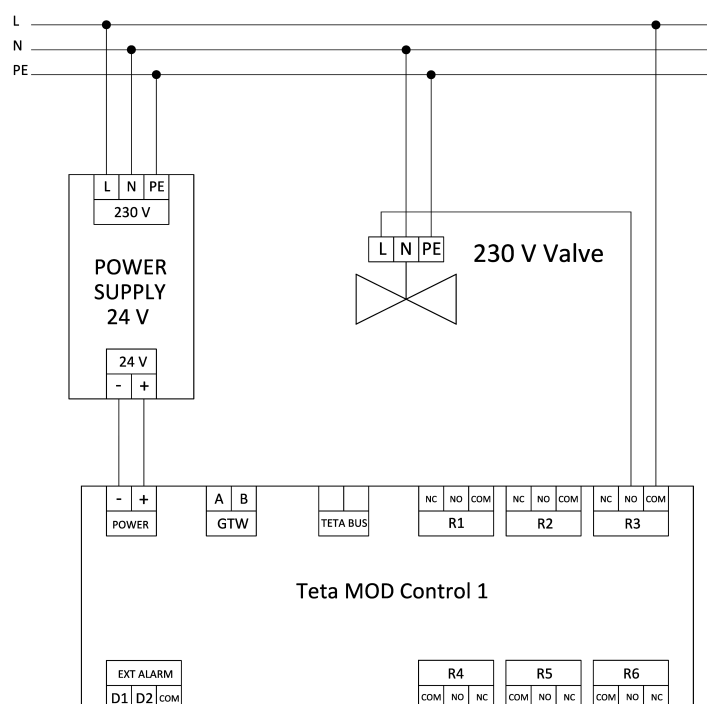 L
N
PE
L N PE
230 V
POWER
SUPPLY
24 V
24 V
- +
L N PE
230 V Valve
- +
POWER
A B
GTW
TETA BUS
NC NO COM
R1
NC NO COM
R2
NC NO COM
R3
Teta MOD Control 1
EXT ALARM
D1 D2 COM
R4
COM NO NC
R5
COM NO NC
R6
COM NO NC